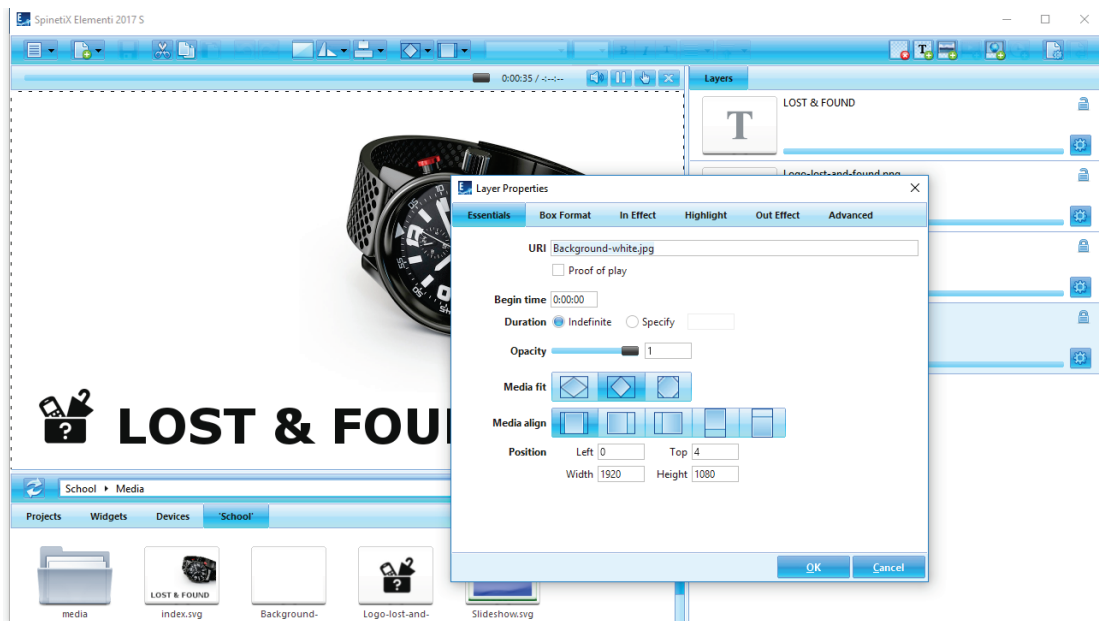 SpinetiX Elementi 2017 S
B I T
0:00:35 / -:--:--
Layers
T
LOST & FOUND
Logo-lost-and-found.png
Layer Properties
Essentials Box Format In Effect Highlight Out Effect Advanced
URI Background-white.jpg
Proof of play
Begin time 0:00:00
Duration Indefinite Specify
Opacity 1
Media fit
Media align
Position Left 0 Top 4
Width 1920 Height 1080
OK Cancel
? LOST & FOU
School Media
Projects Widgets Devices 'School'
LOST & FOUND
?
media index.svg Background- Logo-lost-and- Slideshow.svg